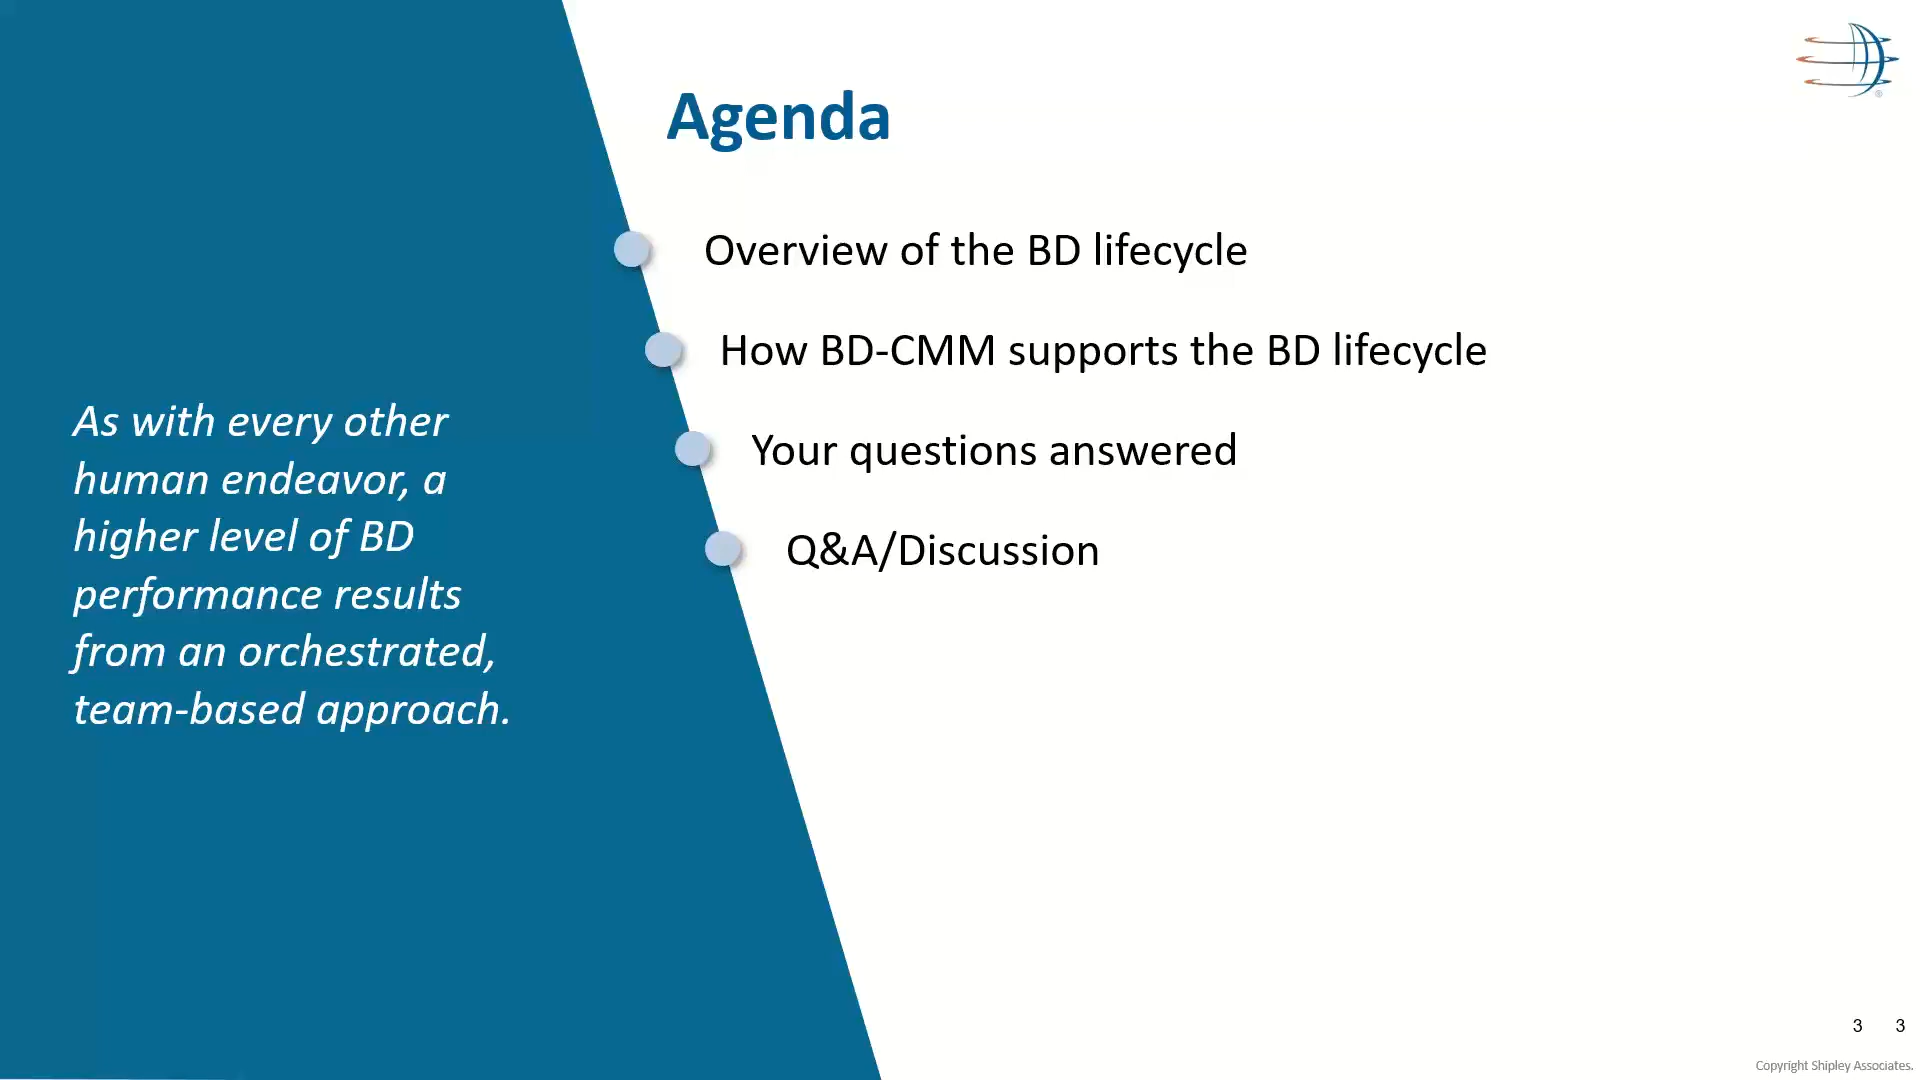 Agenda
Overview of the BD lifecycle
How BD-CMM supports the BD lifecycle
Your questions answered
Q&A/Discussion
As with every other
human endeavor, a
higher level of BD
performance results
from an orchestrated,
team-based approach.
3 3
Copyright Shipley Associates.